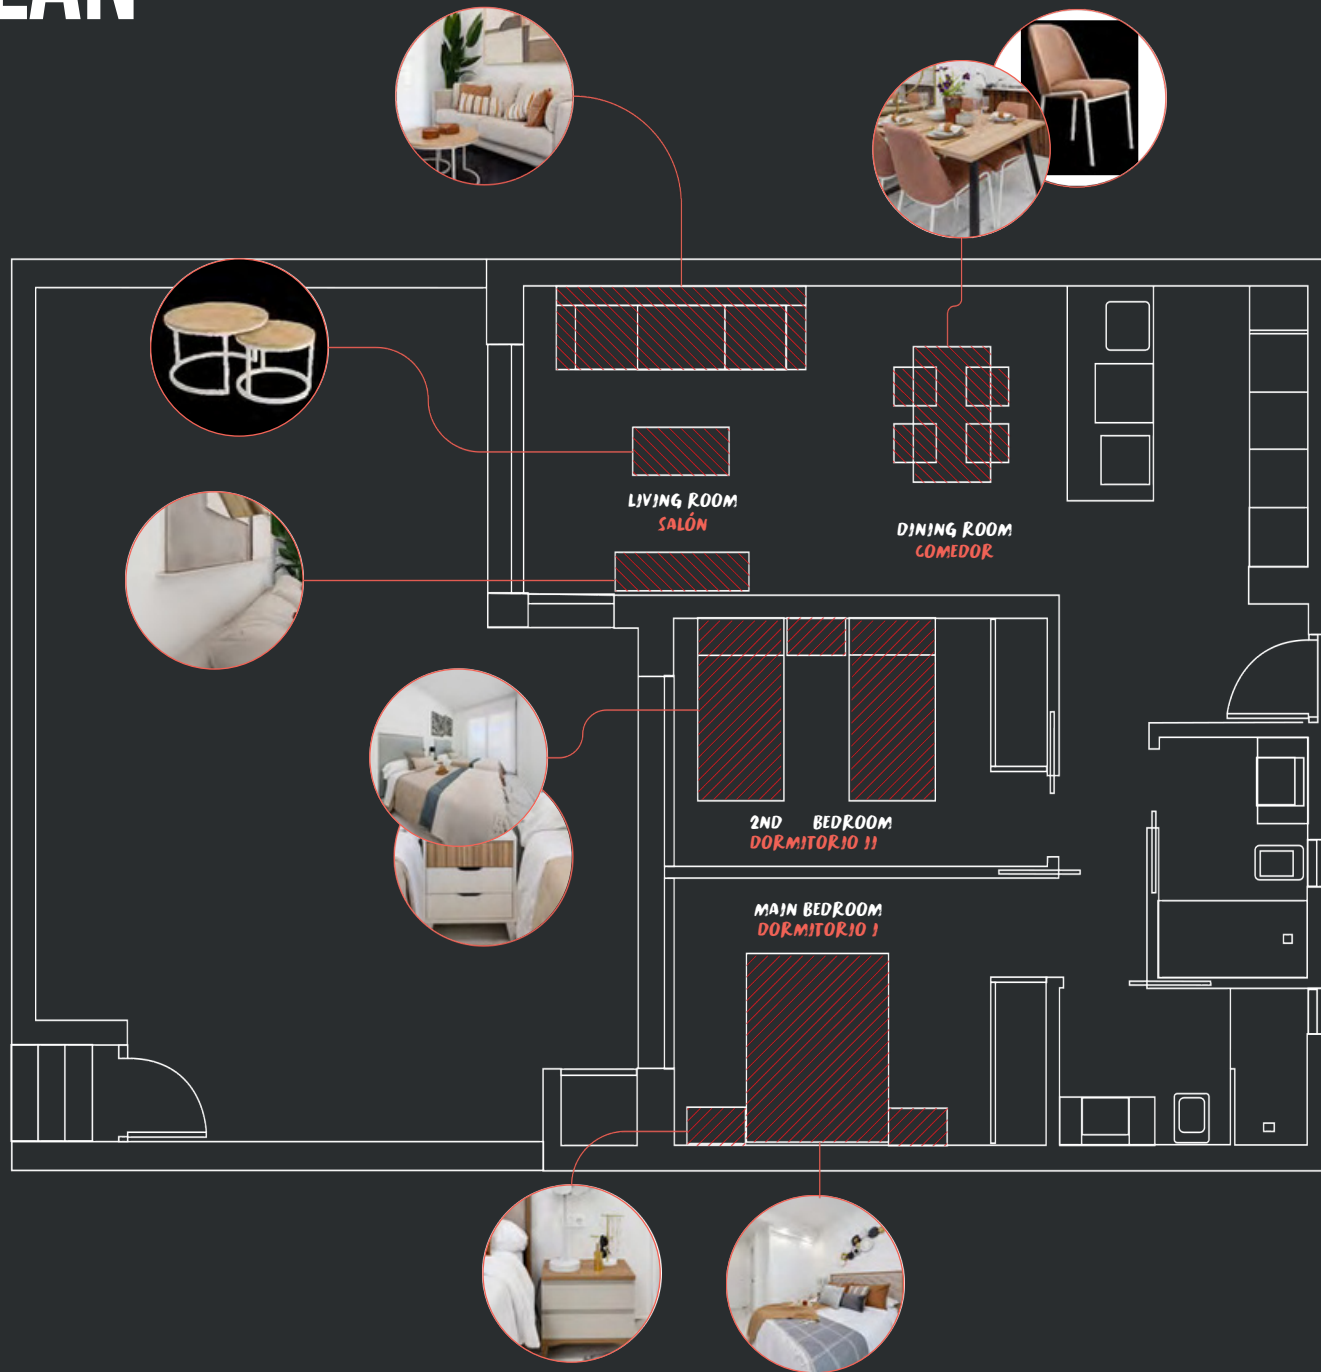 LIVING ROOM
SALÓN
DINING ROOM
COMEDOR
2ND BEDROOM
DORMITORIO II
MAIN BEDROOM
DORMITORIO I